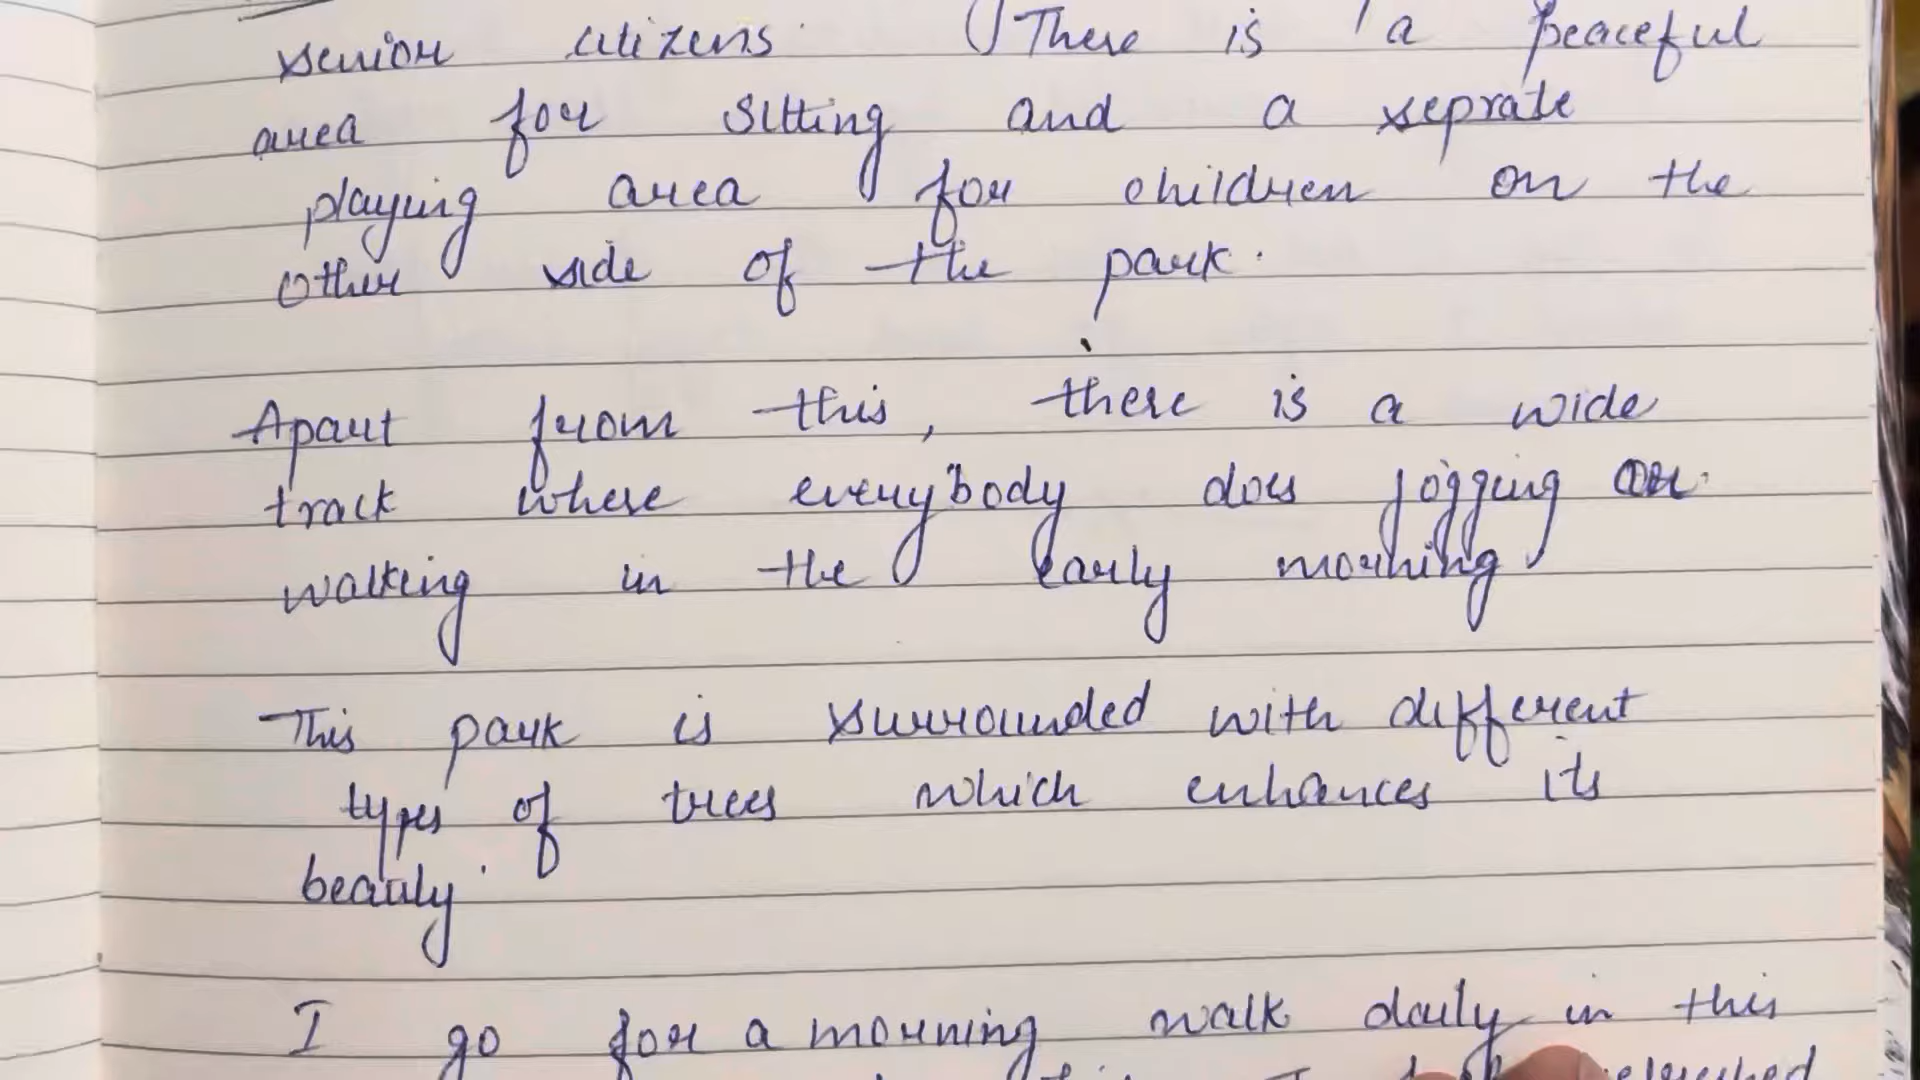 senior citizens. There is a peaceful
area for sitting and a seprate
playing area for children on the
other side of the park.
Apart from this, there is a wide
track where everybody does jogging or
walking in the early morning
This park is surrounded with different
types of trees which enhances its
beauty.
I go for a morning walk daily in this